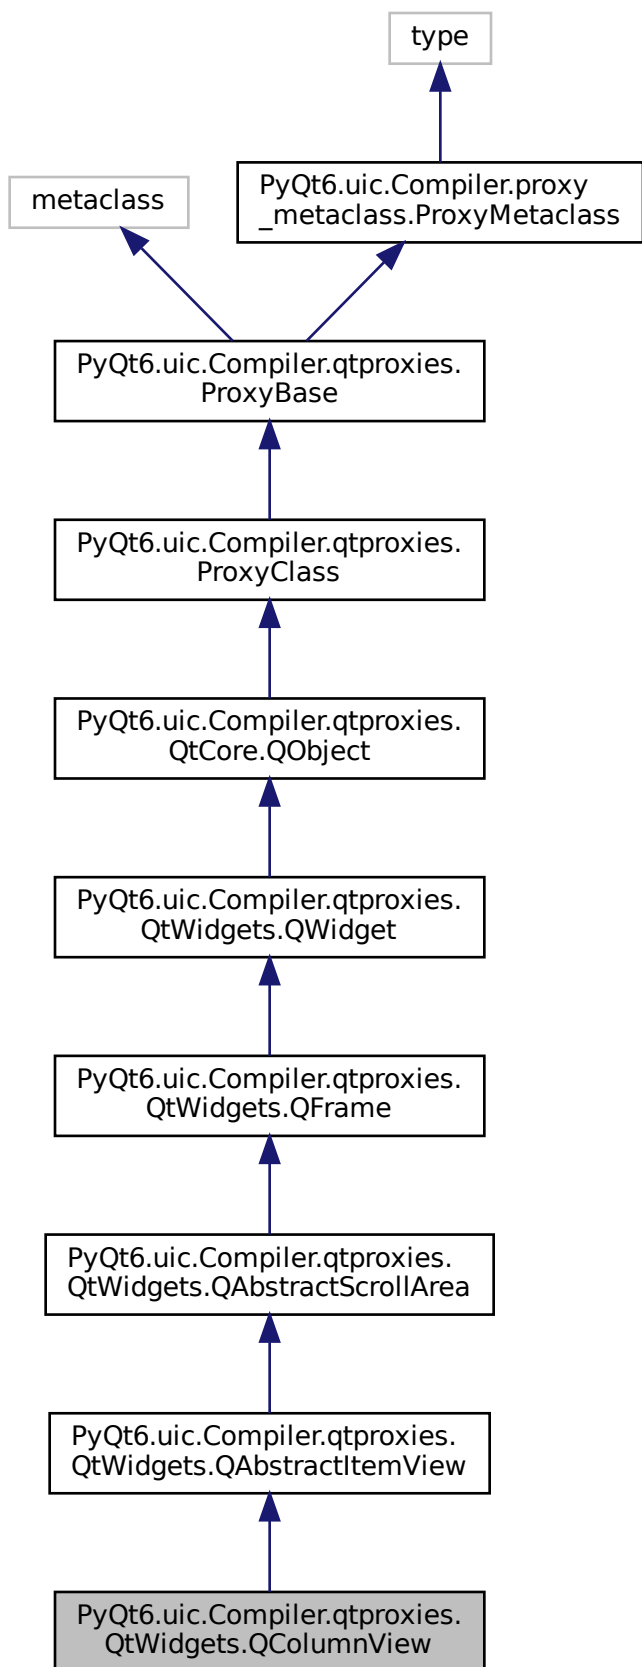 type
PyQt6.uic.Compiler.proxy
_metaclass.ProxyMetaclass
metaclass
PyQt6.uic.Compiler.qtproxies.
ProxyBase
PyQt6.uic.Compiler.qtproxies.
ProxyClass
PyQt6.uic.Compiler.qtproxies.
QtCore.QObject
PyQt6.uic.Compiler.qtproxies.
QtWidgets.QWidget
PyQt6.uic.Compiler.qtproxies.
QtWidgets.QFrame
PyQt6.uic.Compiler.qtproxies.
QtWidgets.QAbstractScrollArea
PyQt6.uic.Compiler.qtproxies.
QtWidgets.QAbstractItemView
PyQt6.uic.Compiler.qtproxies.
QtWidgets.QColumnView